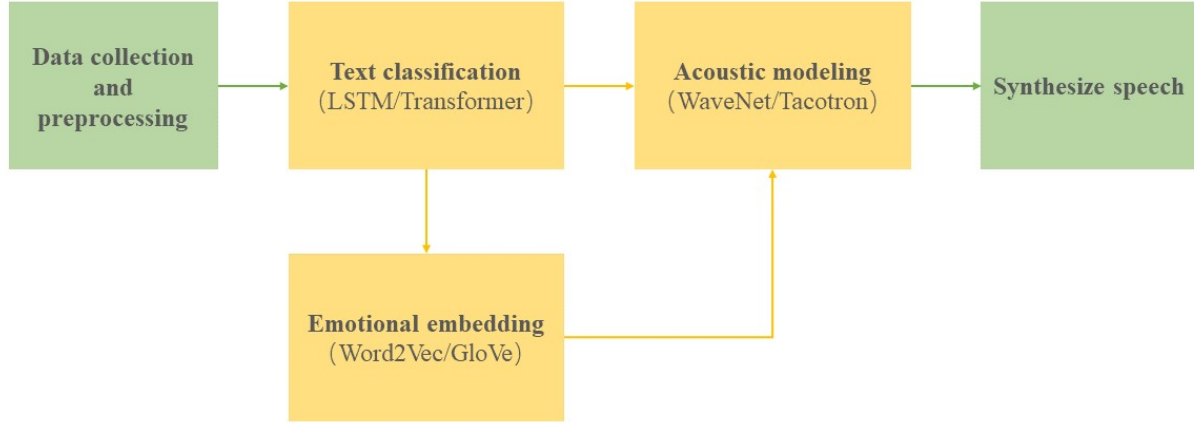 Data collection
and
preprocessing
Text classification
（LSTM/Transformer）
Acoustic modeling
（WaveNet/Tacotron）
Synthesize speech
Emotional embedding
（Word2Vec/GloVe）